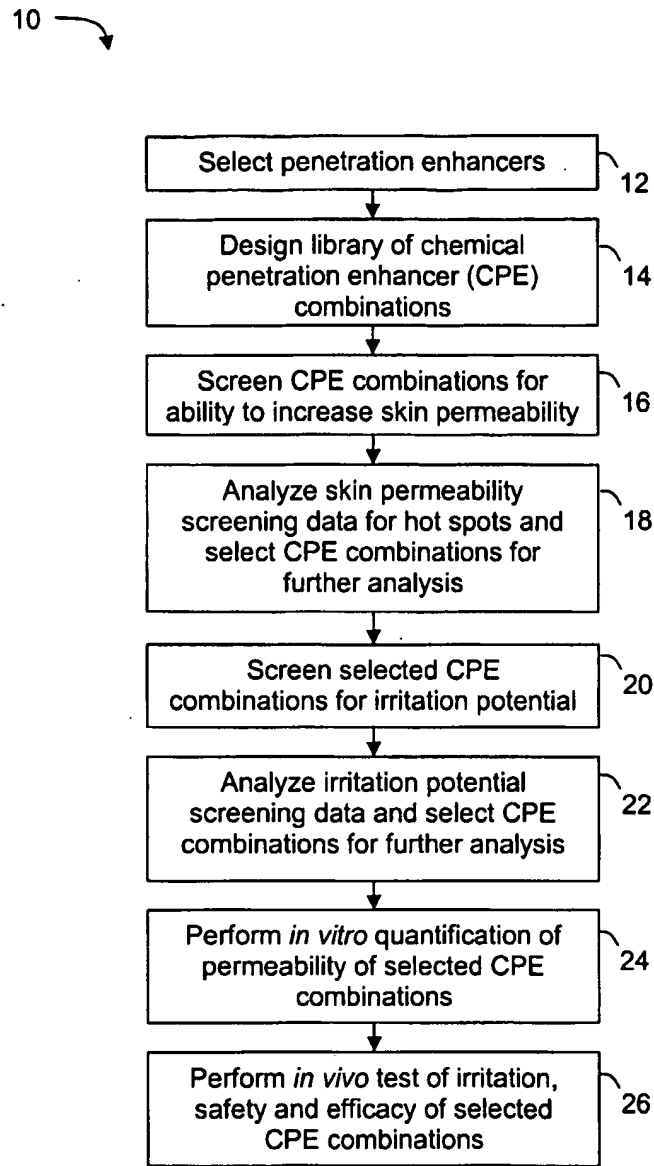 10
Select penetration enhancers
12
Design library of chemical
penetration enhancer (CPE)
combinations
14
Screen CPE combinations for
ability to increase skin permeability
16
Analyze skin permeability
screening data for hot spots and
select CPE combinations for
further analysis
18
Screen selected CPE
combinations for irritation potential
20
Analyze irritation potential
screening data and select CPE
combinations for further analysis
22
Perform in vitro quantification of
permeability of selected CPE
combinations
24
Perform in vivo test of irritation,
safety and efficacy of selected
CPE combinations
26